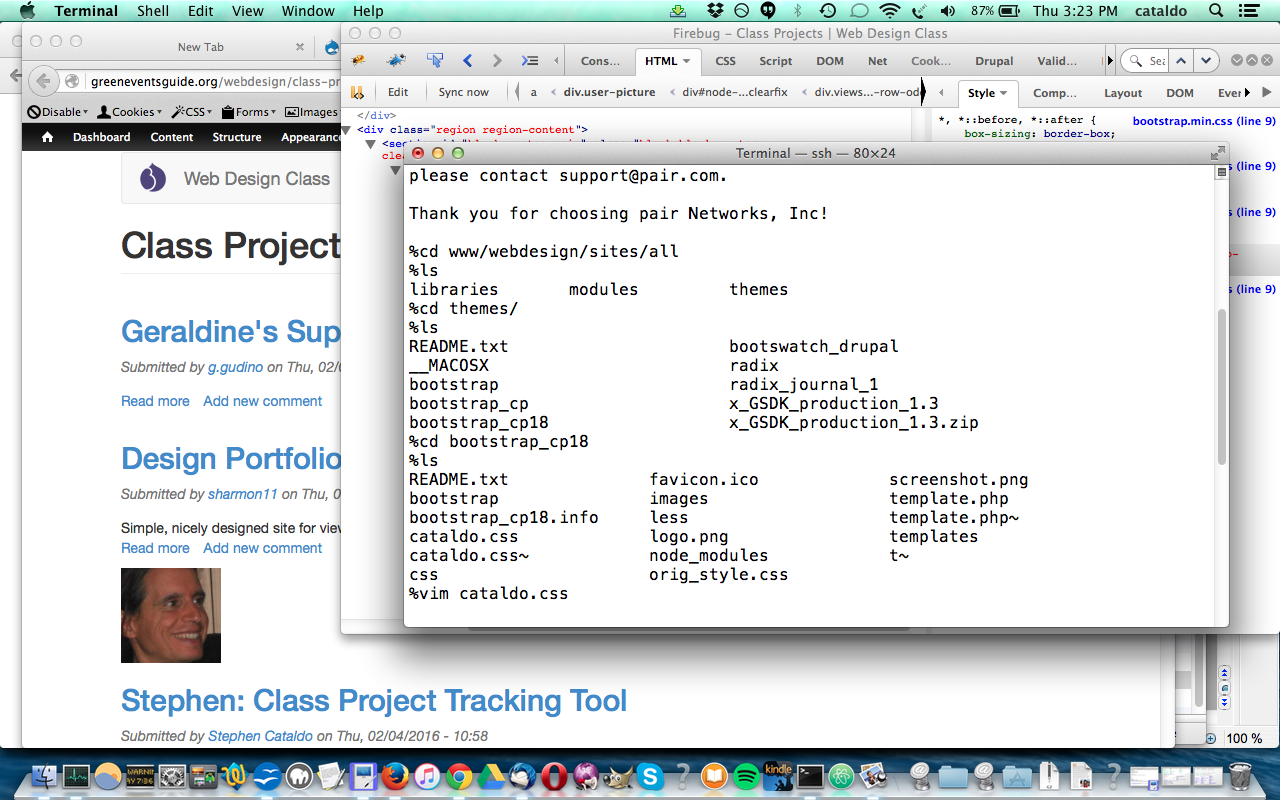 Terminal Shell Edit View Window Help 87% Thu 3:23 PM cataldo
New Tab
greeneventsguide.org/webdesign/class-pr
Disable Cookies CSS Forms Images
Dashboard Content Structure Appearanc
Web Design Class
Class Project
Geraldine's Sup
Submitted by g.gudino on Thu, 02/0
Read more Add new comment
Design Portfolio
Submitted by sharmon11 on Thu, 0
Simple, nicely designed site for view
Read more Add new comment
Stephen: Class Project Tracking Tool
Submitted by Stephen Cataldo on Thu, 02/04/2016 - 10:58
Firebug – Class Projects | Web Design Class
Cons... HTML CSS Script DOM Net Cook... Drupal Valid...
Edit Sync now a div.user-picture div#node-...clearfix div.views...-row-od
Style Comp... Layout DOM Ever
</div>
<div class="region region-content">
*, *::before, *::after { bootstrap.min.css (line 9)
box-sizing: border-box;
s (line 9)
s (line 9)
s (line 9)
Terminal — ssh — 80×24
please contact support@pair.com.
Thank you for choosing pair Networks, Inc!
%cd www/webdesign/sites/all
%ls
libraries modules themes
%cd themes/
%ls
README.txt bootswatch_drupal
__MACOSX radix
bootstrap radix_journal_1
bootstrap_cp x_GSDK_production_1.3
bootstrap_cp18 x_GSDK_production_1.3.zip
%cd bootstrap_cp18
%ls
README.txt favicon.ico screenshot.png
bootstrap images template.php
bootstrap_cp18.info less template.php~
cataldo.css logo.png templates
cataldo.css~ node_modules t~
css orig_style.css
%vim cataldo.css
100 %
WARNIN
AY 7:36
kindle